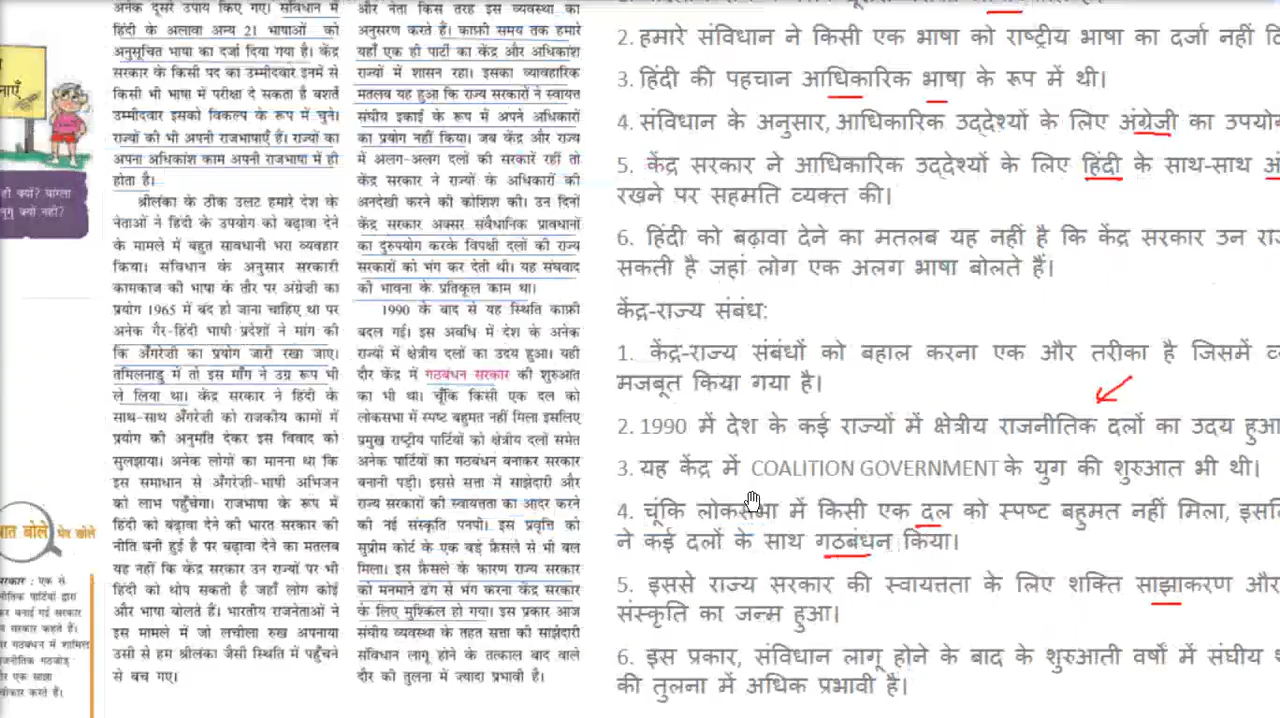 अनेक दूसरे उपाय किए गए। संविधान में
हिंदी के अलावा अन्य 21 भाषाओं को
अनुसूचित भाषा का दर्जा दिया गया है। केंद्र
सरकार के किसी पद का उम्मीदवार इनमें से
किसी भी भाषा में परीक्षा दे सकता है बशर्ते
उम्मीदवार इसको विकल्प के रूप में चुने।
राज्यों की भी अपनी राजभाषाएँ हैं। राज्यों का
अपना अधिकांश काम अपनी राजभाषा में ही
होता है।
श्रीलंका के ठीक उलट हमारे देश के
नेताओं ने हिंदी के उपयोग को बढ़ावा देने
के मामले में बहुत सावधानी भरा व्यवहार
किया। संविधान के अनुसार सरकारी
कामकाज की भाषा के तौर पर अंग्रेजी का
प्रयोग 1965 में बंद हो जाना चाहिए था पर
अनेक गैर-हिंदी भाषी प्रदेशों ने मांग की
कि अँगरेजी का प्रयोग जारी रखा जाए।
तमिलनाडु में तो इस माँग ने उग्र रूप भी
ले लिया था। केंद्र सरकार ने हिंदी के
साथ-साथ अँगरेजी को राजकीय कामों में
प्रयोग की अनुमति देकर इस विवाद को
सुलझाया। अनेक लोगों का मानना था कि
इस समाधान से अँगरेजी-भाषी अभिजन
को लाभ पहुँचेगा। राजभाषा के रूप में
हिंदी को बढ़ावा देने की भारत सरकार की
नीति बनी हुई है पर बढ़ावा देने का मतलब
यह नहीं कि केंद्र सरकार उन राज्यों पर भी
हिंदी को थोप सकती है जहाँ लोग कोई
और भाषा बोलते हैं। भारतीय राजनेताओं ने
इस मामले में जो लचीला रुख अपनाया
उसी से हम श्रीलंका जैसी स्थिति में पहुँचने
से बच गए।
और नेता किस तरह इस व्यवस्था का
अनुसरण करते हैं। काफ़ी समय तक हमारे
यहाँ एक ही पार्टी का केंद्र और अधिकांश
राज्यों में शासन रहा। इसका व्यावहारिक
मतलब यह हुआ कि राज्य सरकारों ने स्वायत्त
संघीय इकाई के रूप में अपने अधिकारों
का प्रयोग नहीं किया। जब केंद्र और राज्य
में अलग-अलग दलों की सरकारें रहीं तो
केंद्र सरकार ने राज्यों के अधिकारों की
अनदेखी करने की कोशिश की। उन दिनों
केंद्र सरकार अक्सर संवैधानिक प्रावधानों
का दुरुपयोग करके विपक्षी दलों की राज्य
सरकारों को भंग कर देती थी। यह संघवाद
की भावना के प्रतिकूल काम था।
1990 के बाद से यह स्थिति काफ़ी
बदल गई। इस अवधि में देश के अनेक
राज्यों में क्षेत्रीय दलों का उदय हुआ। यही
दौर केंद्र में गठबंधन सरकार की शुरुआत
का भी था। चूँकि किसी एक दल को
लोकसभा में स्पष्ट बहुमत नहीं मिला इसलिए
प्रमुख राष्ट्रीय पार्टियों को क्षेत्रीय दलों समेत
अनेक पार्टियों का गठबंधन बनाकर सरकार
बनानी पड़ी। इससे सत्ता में साझेदारी और
राज्य सरकारों की स्वायत्तता का आदर करने
की नई संस्कृति पनपी। इस प्रवृत्ति को
सुप्रीम कोर्ट के एक बड़े फ़ैसले से भी बल
मिला। इस फ़ैसले के कारण राज्य सरकार
को मनमाने ढंग से भंग करना केंद्र सरकार
के लिए मुश्किल हो गया। इस प्रकार आज
संघीय व्यवस्था के तहत सत्ता की साझेदारी
संविधान लागू होने के तत्काल बाद वाले
दौर की तुलना में ज्यादा प्रभावी है।
2. हमारे संविधान ने किसी एक भाषा को राष्ट्रीय भाषा का दर्जा नहीं
3. हिंदी की पहचान आधिकारिक भाषा के रूप में थी।
4. संविधान के अनुसार, आधिकारिक उद्देश्यों के लिए अंग्रेजी का
5. केंद्र सरकार ने आधिकारिक उद्देश्यों के लिए हिंदी के साथ-साथ
रखने पर सहमति व्यक्त की।
6. हिंदी को बढ़ावा देने का मतलब यह नहीं है कि केंद्र सरकार उन
सकती है जहां लोग एक अलग भाषा बोलते हैं।
केंद्र-राज्य संबंध:
1. केंद्र-राज्य संबंधों को बहाल करना एक और तरीका है जिसमें
मजबूत किया गया है।
2. 1990 में देश के कई राज्यों में क्षेत्रीय राजनीतिक दलों का उदय
3. यह केंद्र में COALITION GOVERNMENT के युग की शुरुआत भी थी।
4. चूंकि लोकसभा में किसी एक दल को स्पष्ट बहुमत नहीं मिला,
ने कई दलों के साथ गठबंधन किया।
5. इससे राज्य सरकार की स्वायत्तता के लिए शक्ति साझाकरण और
संस्कृति का जन्म हुआ।
6. इस प्रकार, संविधान लागू होने के बाद के शुरुआती वर्षों में संघीय
की तुलना में अधिक प्रभावी है।